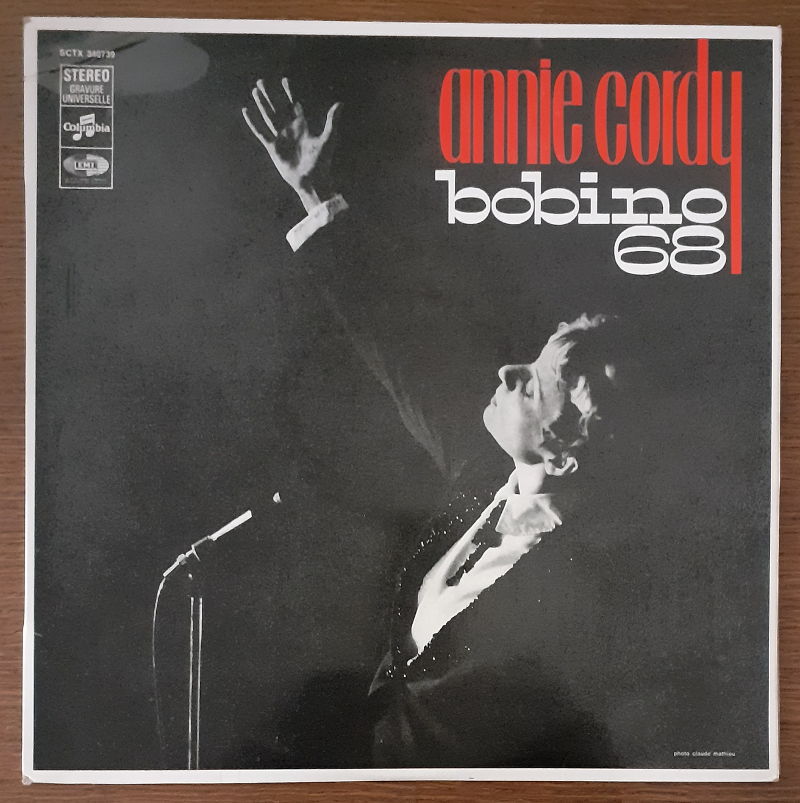 SCTX 340739
STEREO
GRAVURE
UNIVERSELLE
Columbia
EMI
annie cordy
bobino
68
photo claude mathieu